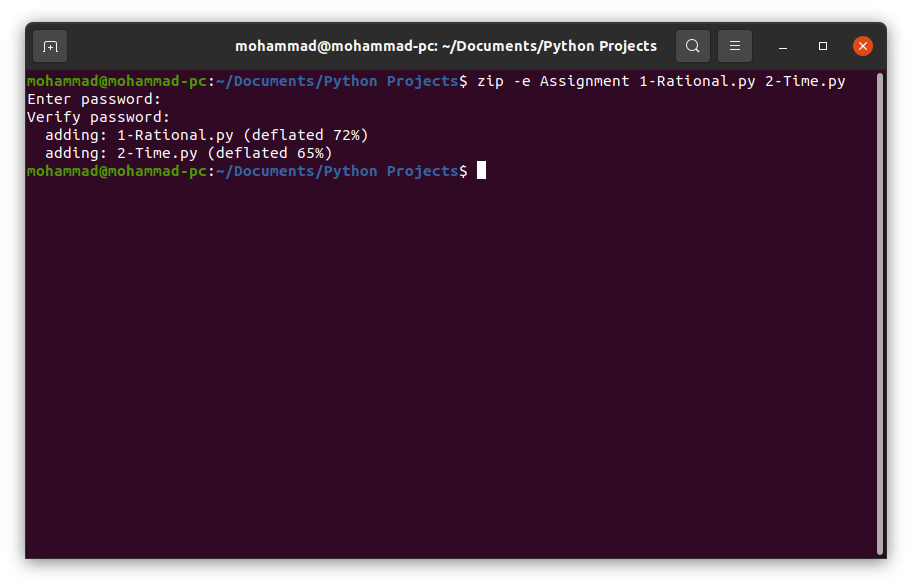 mohammad@mohammad-pc: ~/Documents/Python Projects
mohammad@mohammad-pc:~/Documents/Python Projects$ zip -e Assignment 1-Rational.py 2-Time.py
Enter password:
Verify password:
  adding: 1-Rational.py (deflated 72%)
  adding: 2-Time.py (deflated 65%)
mohammad@mohammad-pc:~/Documents/Python Projects$